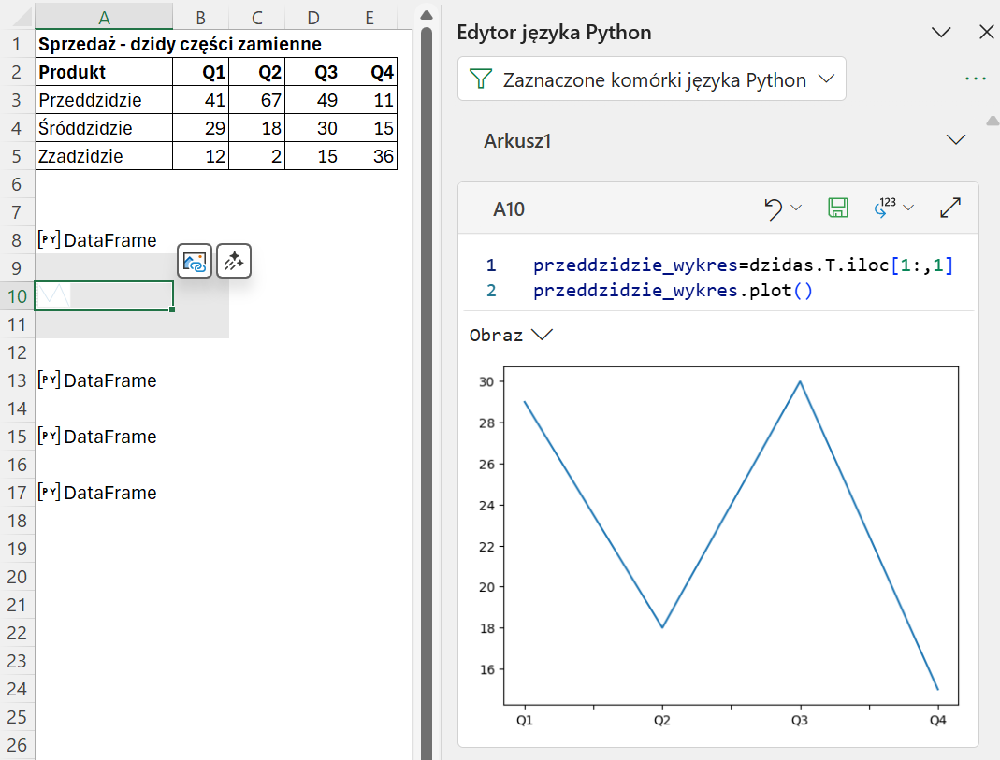 A B C D E
1 Sprzedaż - dzidy części zamienne
2 Produkt Q1 Q2 Q3 Q4
3 Przeddzidzie 41 67 49 11
4 Śróddzidzie 29 18 30 15
5 Zzadzidzie 12 2 15 36
6
7
8 [PY] DataFrame
9
10
11
12
13 [PY] DataFrame
14
15 [PY] DataFrame
16
17 [PY] DataFrame
18
19
20
21
22
23
24
25
26
Edytor języka Python
Zaznaczone komórki języka Python
Arkusz1
A10 123
1 przeddzidzie_wykres=dzidas.T.iloc[1:,1]
2 przeddzidzie_wykres.plot()
Obraz
30
28
26
24
22
20
18
16
Q1 Q2 Q3 Q4